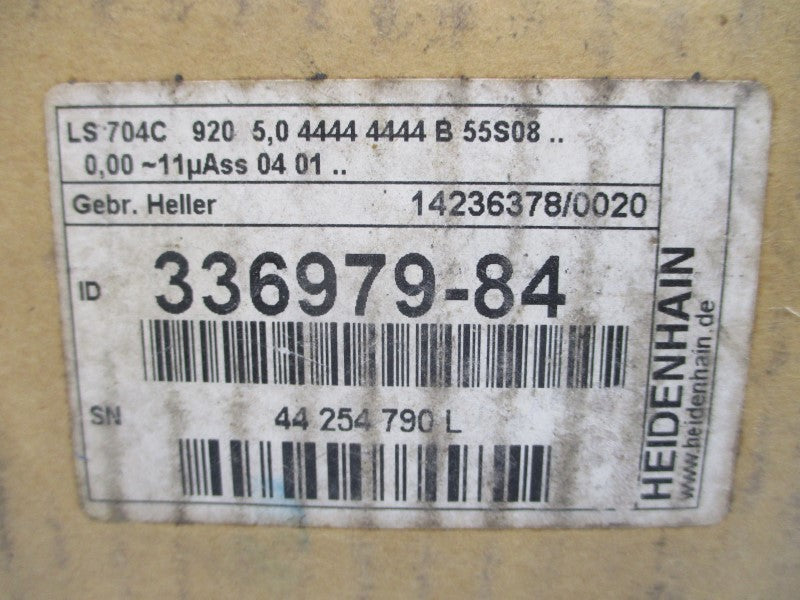 LS 704C 920 5,0 4444 4444 B 55S08 ..
0,00 ~11µAss 04 01 ..
Gebr. Heller 14236378/0020
ID 336979-84
SN 44 254 790 L
HEIDENHAIN
www.heidenhain.de